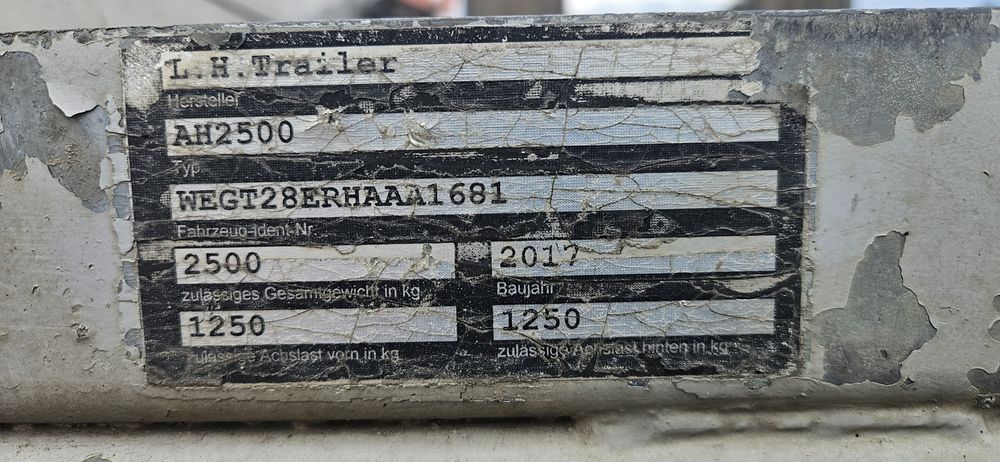 L.H.Trailer
Hersteller
AH2500
Typ
WEGT28ERHAAA1681
Fahrzeug-Ident-Nr.
2500 2017
zulässiges Gesamtgewicht in kg Baujahr
1250 1250
zulässige Achslast vorn in kg zulässige Achslast hinten in kg